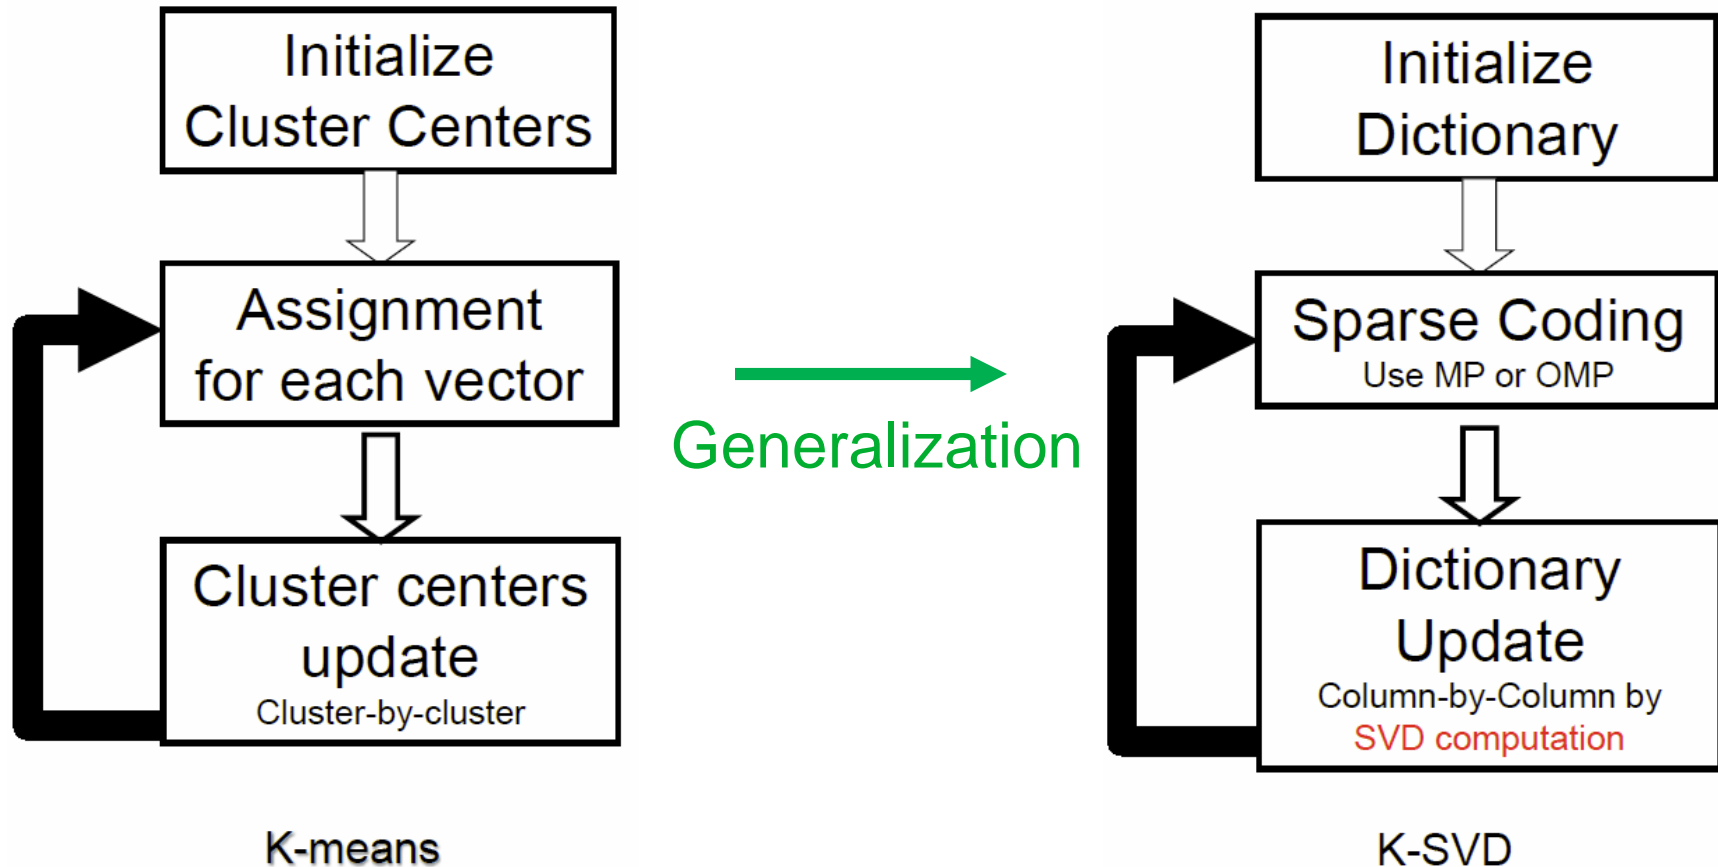 Initialize
Cluster Centers
Assignment
for each vector
Cluster centers
update
Cluster-by-cluster
K-means
Generalization
Initialize
Dictionary
Sparse Coding
Use MP or OMP
Dictionary
Update
Column-by-Column by
SVD computation
K-SVD